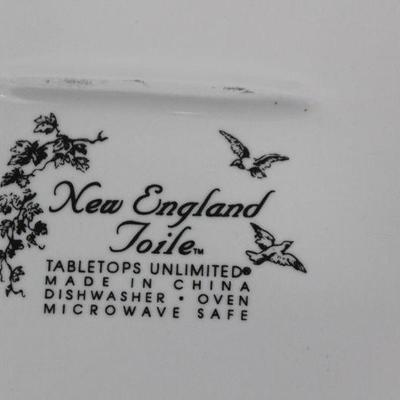 New England
Toile™
TABLETOPS UNLIMITED®
MADE IN CHINA
DISHWASHER • OVEN
MICROWAVE SAFE